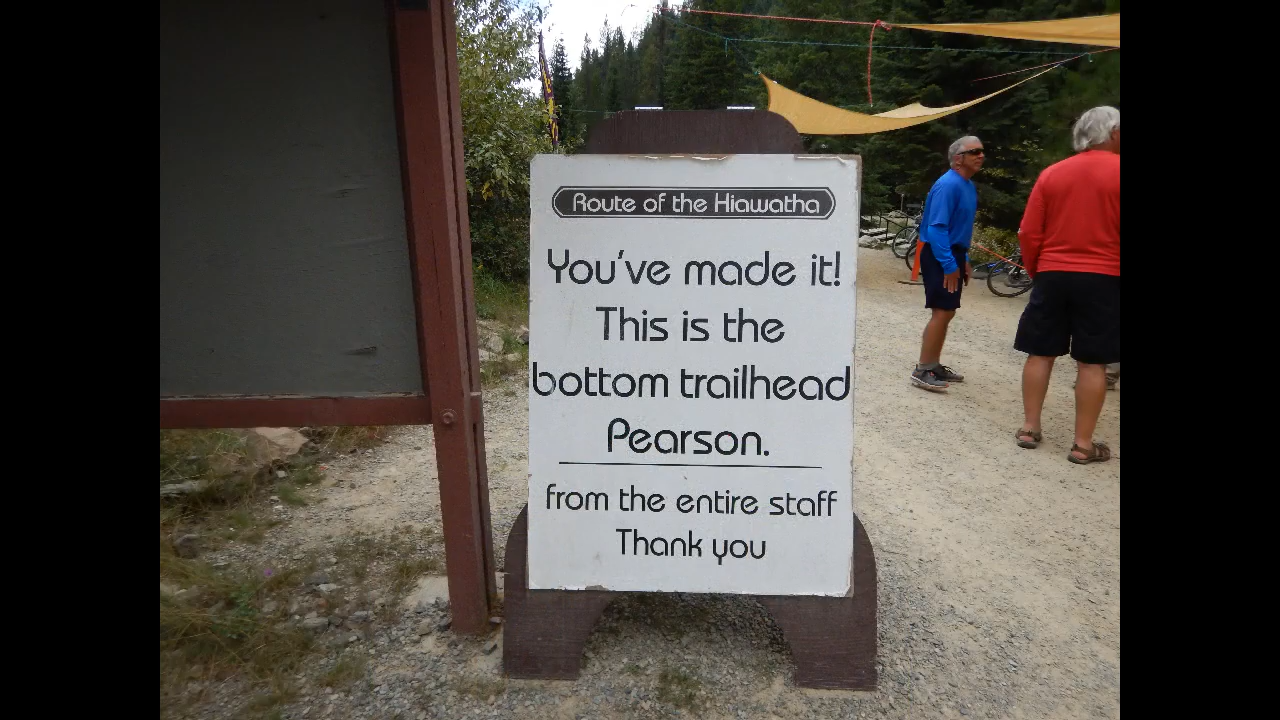 Route of the Hiawatha
You've made it!
This is the
bottom trailhead
Pearson.
from the entire staff
Thank you